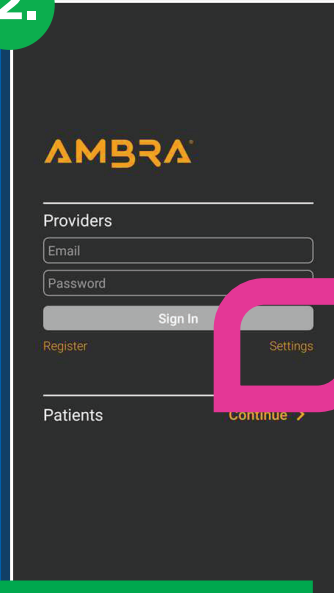 2.
AMBRA®
Providers
Email
Password
Sign In
Register Settings
Patients Continue >